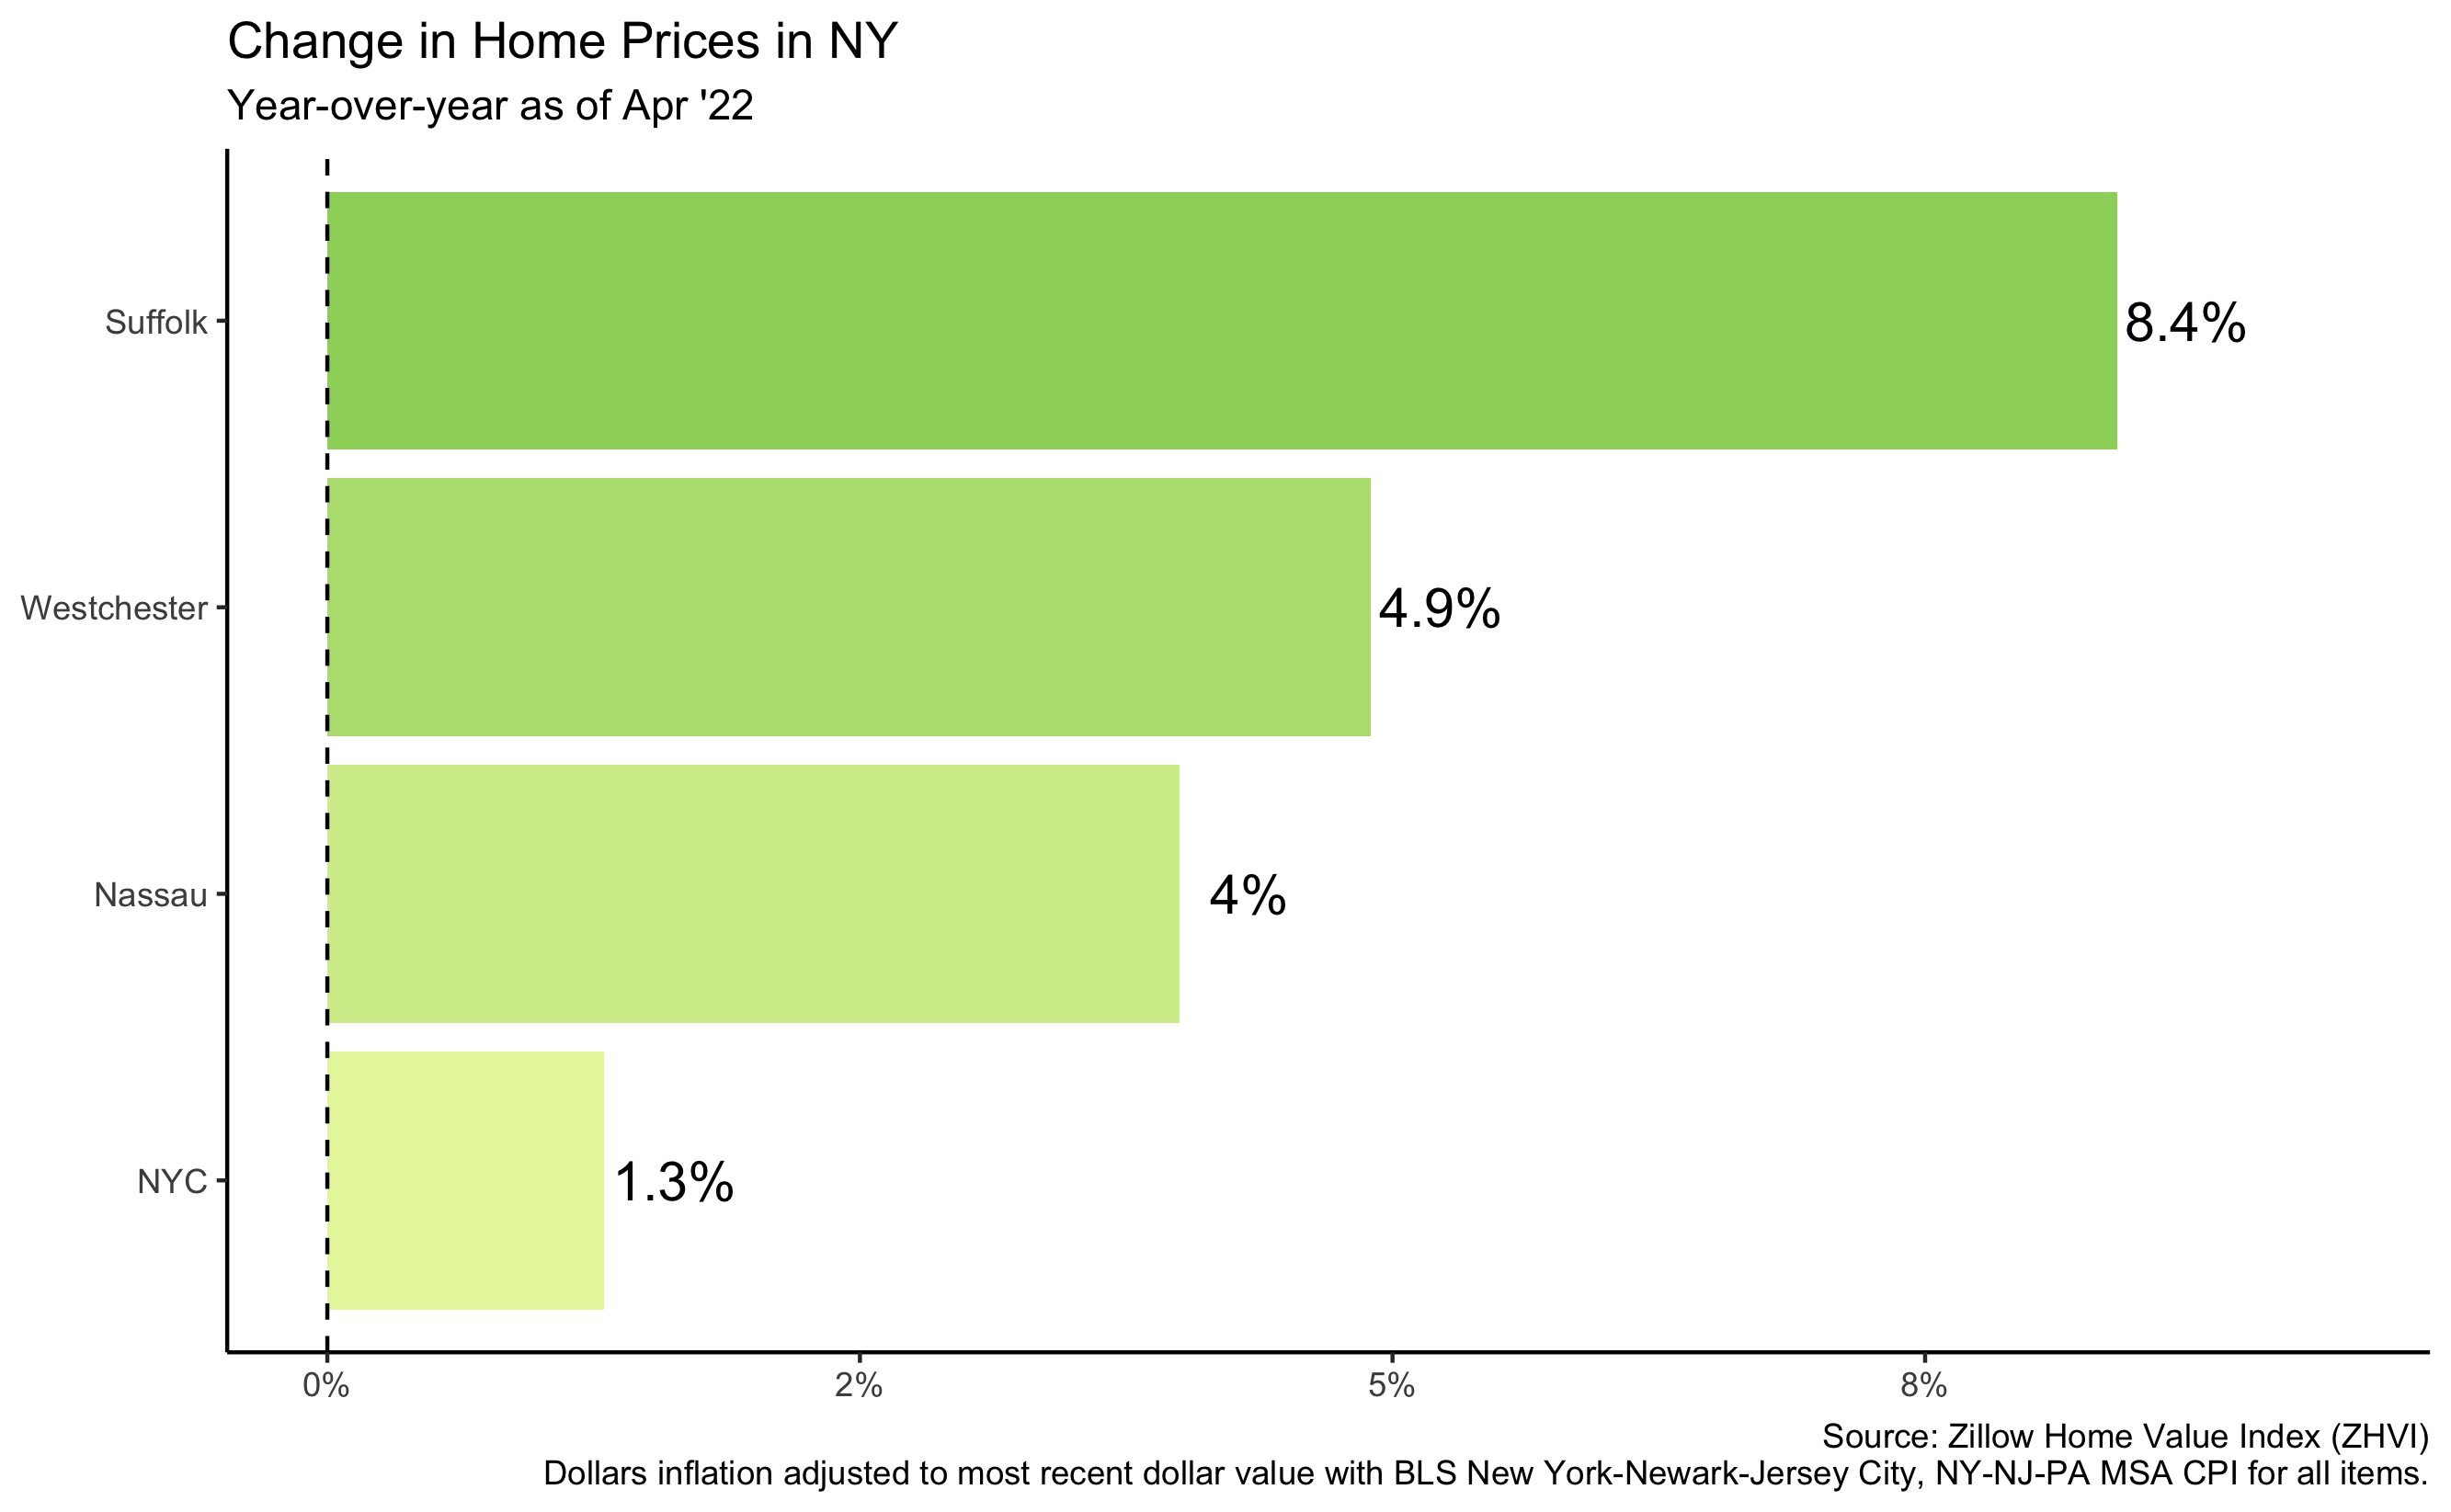 Change in Home Prices in NY
Year-over-year as of Apr '22
Suffolk
8.4%
Westchester
4.9%
Nassau
4%
NYC
1.3%
0%
2%
5%
8%
Source: Zillow Home Value Index (ZHVI)
Dollars inflation adjusted to most recent dollar value with BLS New York-Newark-Jersey City, NY-NJ-PA MSA CPI for all items.